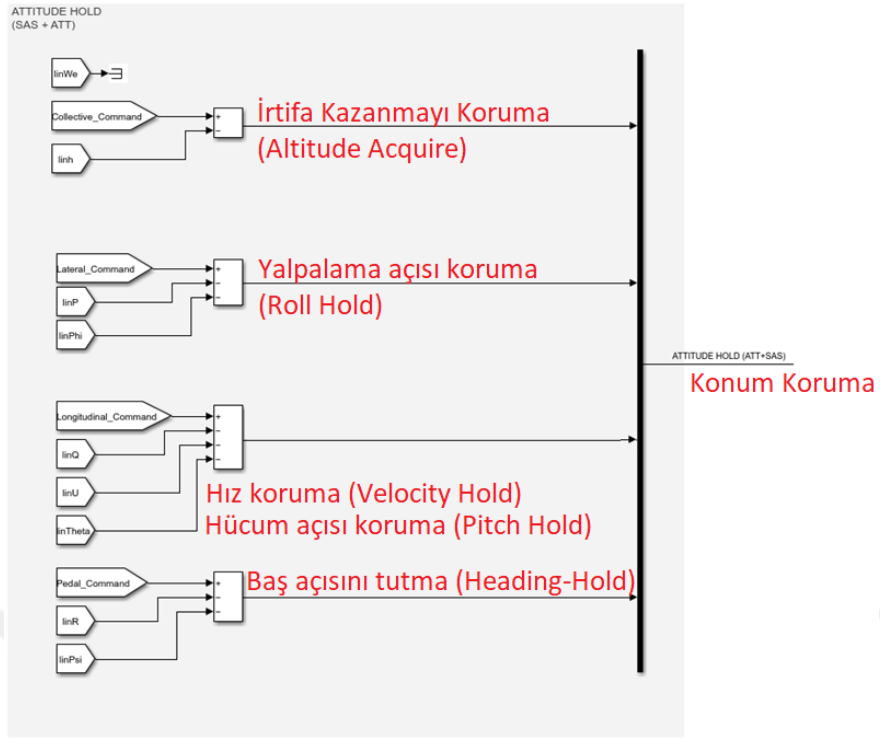 ATTITUDE HOLD
(SAS + ATT)
linWe
Collective_Command
linh
+
−
İrtifa Kazanmayı Koruma
(Altitude Acquire)
Lateral_Command
linP
linPhi
+
−
−
Yalpalama açısı koruma
(Roll Hold)
ATTITUDE HOLD (ATT+SAS)
Konum Koruma
Longitudinal_Command
linQ
linU
linTheta
+
−
−
−
Hız koruma (Velocity Hold)
Hücum açısı koruma (Pitch Hold)
Pedal_Command
linR
linPsi
+
−
−
Baş açısını tutma (Heading-Hold)